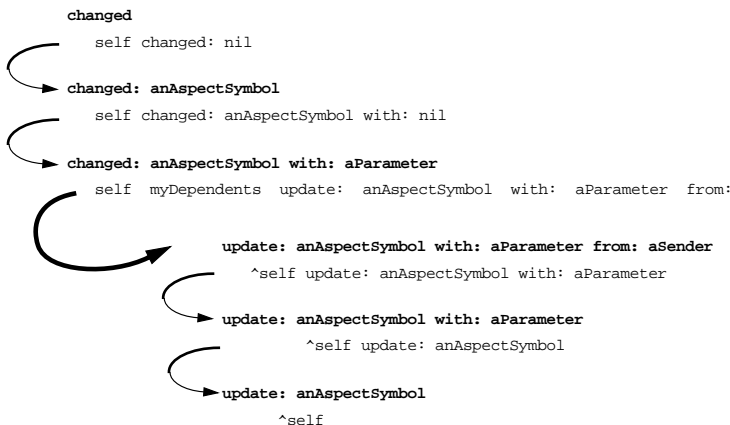 changed
self changed: nil
changed: anAspectSymbol
self changed: anAspectSymbol with: nil
changed: anAspectSymbol with: aParameter
self myDependents update: anAspectSymbol with: aParameter from:
update: anAspectSymbol with: aParameter from: aSender
^self update: anAspectSymbol with: aParameter
update: anAspectSymbol with: aParameter
^self update: anAspectSymbol
update: anAspectSymbol
^self